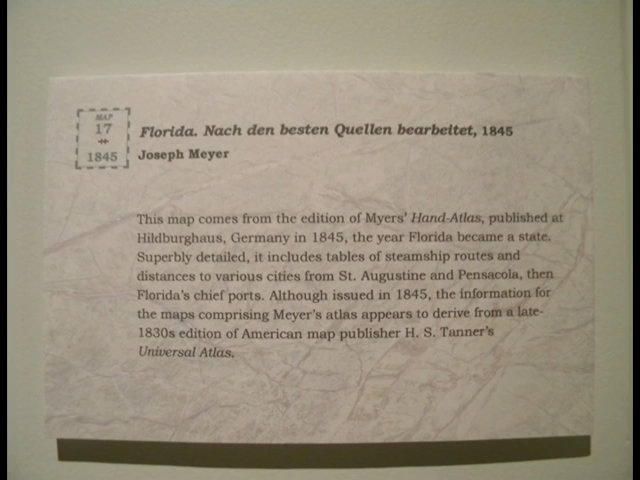 MAP
17
1845
Florida. Nach den besten Quellen bearbeitet, 1845
Joseph Meyer
This map comes from the edition of Myers' Hand-Atlas, published at
Hildburghaus, Germany in 1845, the year Florida became a state.
Superbly detailed, it includes tables of steamship routes and
distances to various cities from St. Augustine and Pensacola, then
Florida's chief ports. Although issued in 1845, the information for
the maps comprising Meyer's atlas appears to derive from a late-
1830s edition of American map publisher H. S. Tanner's
Universal Atlas.